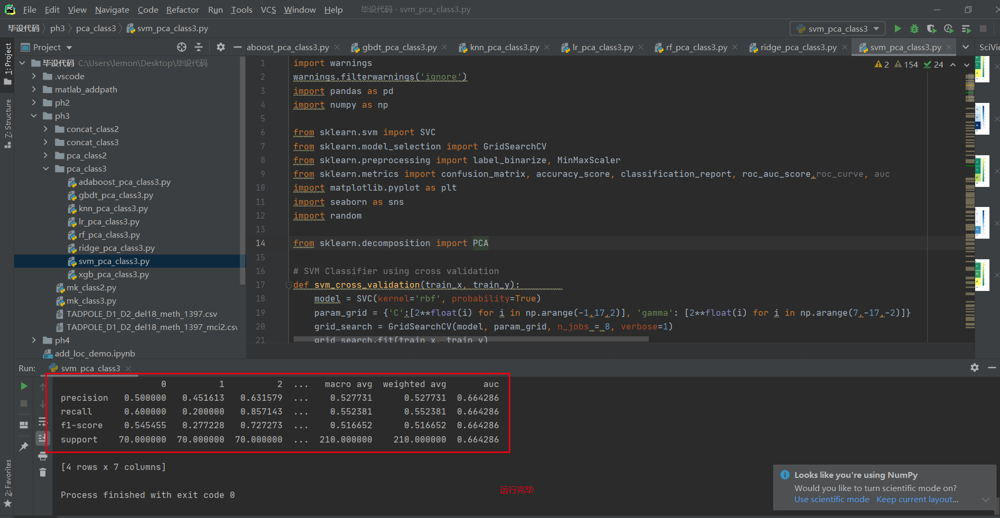 File Edit View Navigate Code Refactor Run Tools VCS Window Help 毕设代码 - svm_pca_class3.py
毕设代码 ph3 pca_class3 svm_pca_class3.py svm_pca_class3
1: Project
7: Structure
2: Favorites
Project
毕设代码 C:\Users\lemon\Desktop\毕设代码
.vscode
matlab_addpath
ph2
ph3
concat_class2
concat_class3
pca_class2
pca_class3
adaboost_pca_class3.py
gbdt_pca_class3.py
knn_pca_class3.py
lr_pca_class3.py
rf_pca_class3.py
ridge_pca_class3.py
svm_pca_class3.py
xgb_pca_class3.py
mk_class2.py
mk_class3.py
TADPOLE_D1_D2_del18_meth_1397.csv
TADPOLE_D1_D2_del18_meth_1397_mci2.csv
ph4
add_loc_demo.ipynb
aboost_pca_class3.py gbdt_pca_class3.py knn_pca_class3.py lr_pca_class3.py rf_pca_class3.py ridge_pca_class3.py svm_pca_class3.py SciVie
2 154 24
1 import warnings
2 warnings.filterwarnings('ignore')
3 import pandas as pd
4 import numpy as np
5
6 from sklearn.svm import SVC
7 from sklearn.model_selection import GridSearchCV
8 from sklearn.preprocessing import label_binarize, MinMaxScaler
9 from sklearn.metrics import confusion_matrix, accuracy_score, classification_report, roc_auc_score,roc_curve, auc
10 import matplotlib.pyplot as plt
11 import seaborn as sns
12 import random
13
14 from sklearn.decomposition import PCA
15
16 # SVM Classifier using cross validation
17 def svm_cross_validation(train_x, train_y):
18 model = SVC(kernel='rbf', probability=True)
19 param_grid = {'C':[2**float(i) for i in np.arange(-1,17,2)], 'gamma': [2**float(i) for i in np.arange(7,-17,-2)]}
20 grid_search = GridSearchCV(model, param_grid, n_jobs = 8, verbose=1)
21 grid_search.fit(train_x, train_y)
Run: svm_pca_class3
0 1 2 ... macro avg weighted avg auc
precision 0.500000 0.451613 0.631579 ... 0.527731 0.527731 0.664286
recall 0.600000 0.200000 0.857143 ... 0.552381 0.552381 0.664286
f1-score 0.545455 0.277228 0.727273 ... 0.516652 0.516652 0.664286
support 70.000000 70.000000 70.000000 ... 210.000000 210.000000 0.664286
[4 rows x 7 columns]
Process finished with exit code 0
运行完毕
Looks like you're using NumPy
Would you like to turn scientific mode on?
Use scientific mode Keep current layout...